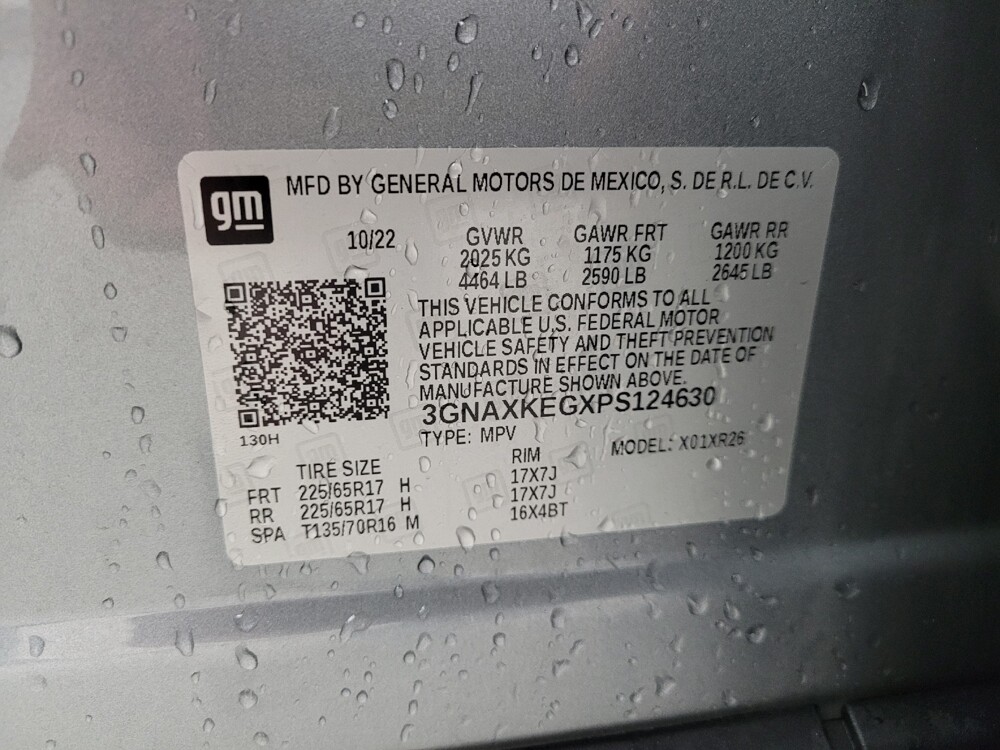 gm
MFD BY GENERAL MOTORS DE MEXICO, S. DE R.L. DE C.V.
10/22 GVWR GAWR FRT GAWR RR
2025 KG 1175 KG 1200 KG
4464 LB 2590 LB 2645 LB
THIS VEHICLE CONFORMS TO ALL
APPLICABLE U.S. FEDERAL MOTOR
VEHICLE SAFETY AND THEFT PREVENTION
STANDARDS IN EFFECT ON THE DATE OF
MANUFACTURE SHOWN ABOVE.
3GNAXKEGXPS124630
130H
TYPE: MPV MODEL: X01XR26
TIRE SIZE RIM
FRT 225/65R17 H 17X7J
RR 225/65R17 H 17X7J
SPA T135/70R16 M 16X4BT